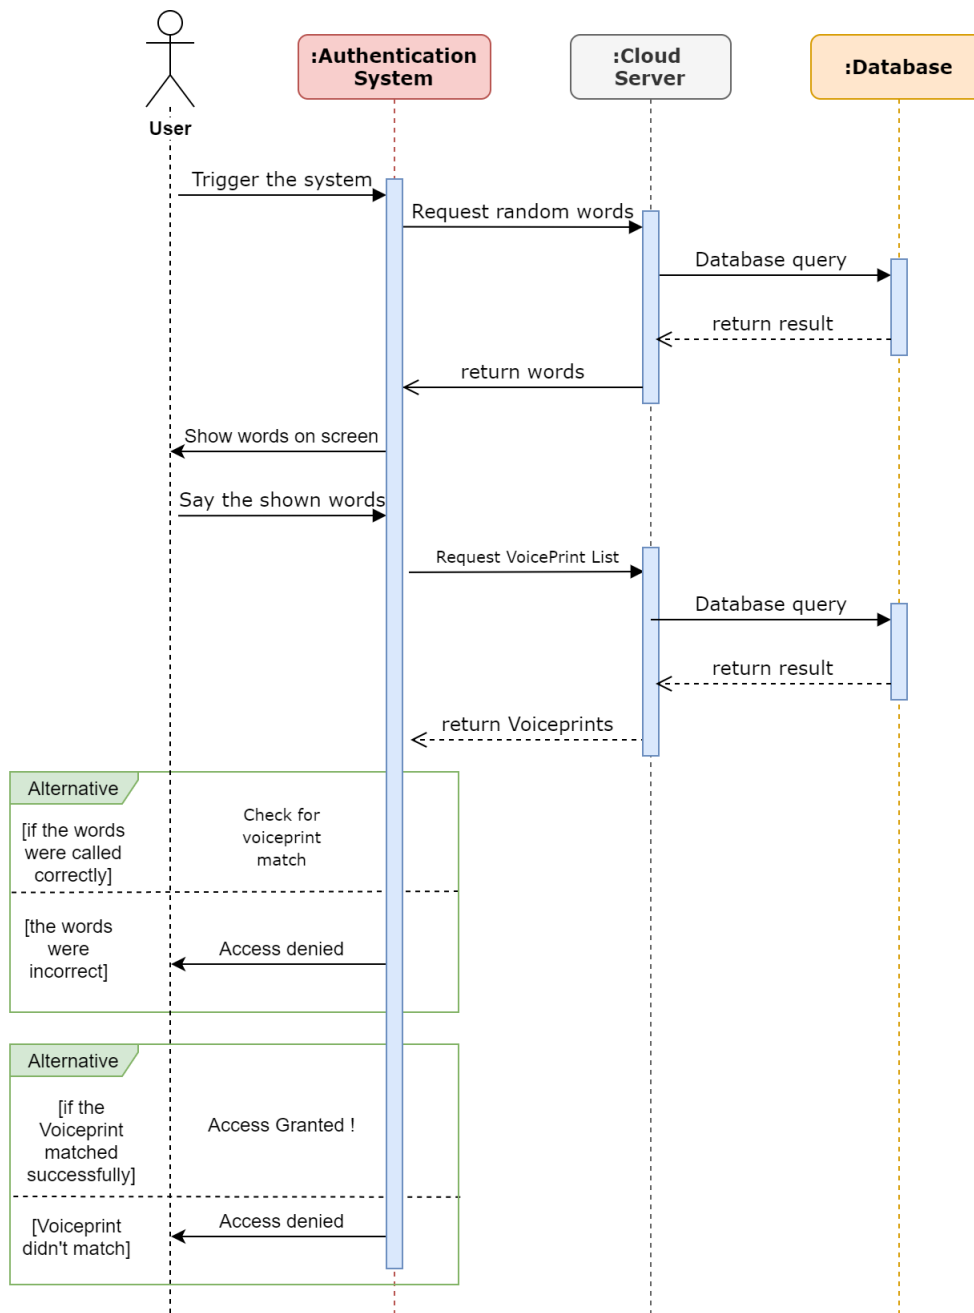 :Authentication
System
:Cloud
Server
:Database
User
Trigger the system
Request random words
Database query
return result
return words
Show words on screen
Say the shown words
Request VoicePrint List
Database query
return result
return Voiceprints
Alternative
[if the words
were called
correctly]
Check for
voiceprint
match
[the words
were
incorrect]
Access denied
Alternative
[if the
Voiceprint
matched
successfully]
Access Granted !
[Voiceprint
didn't match]
Access denied